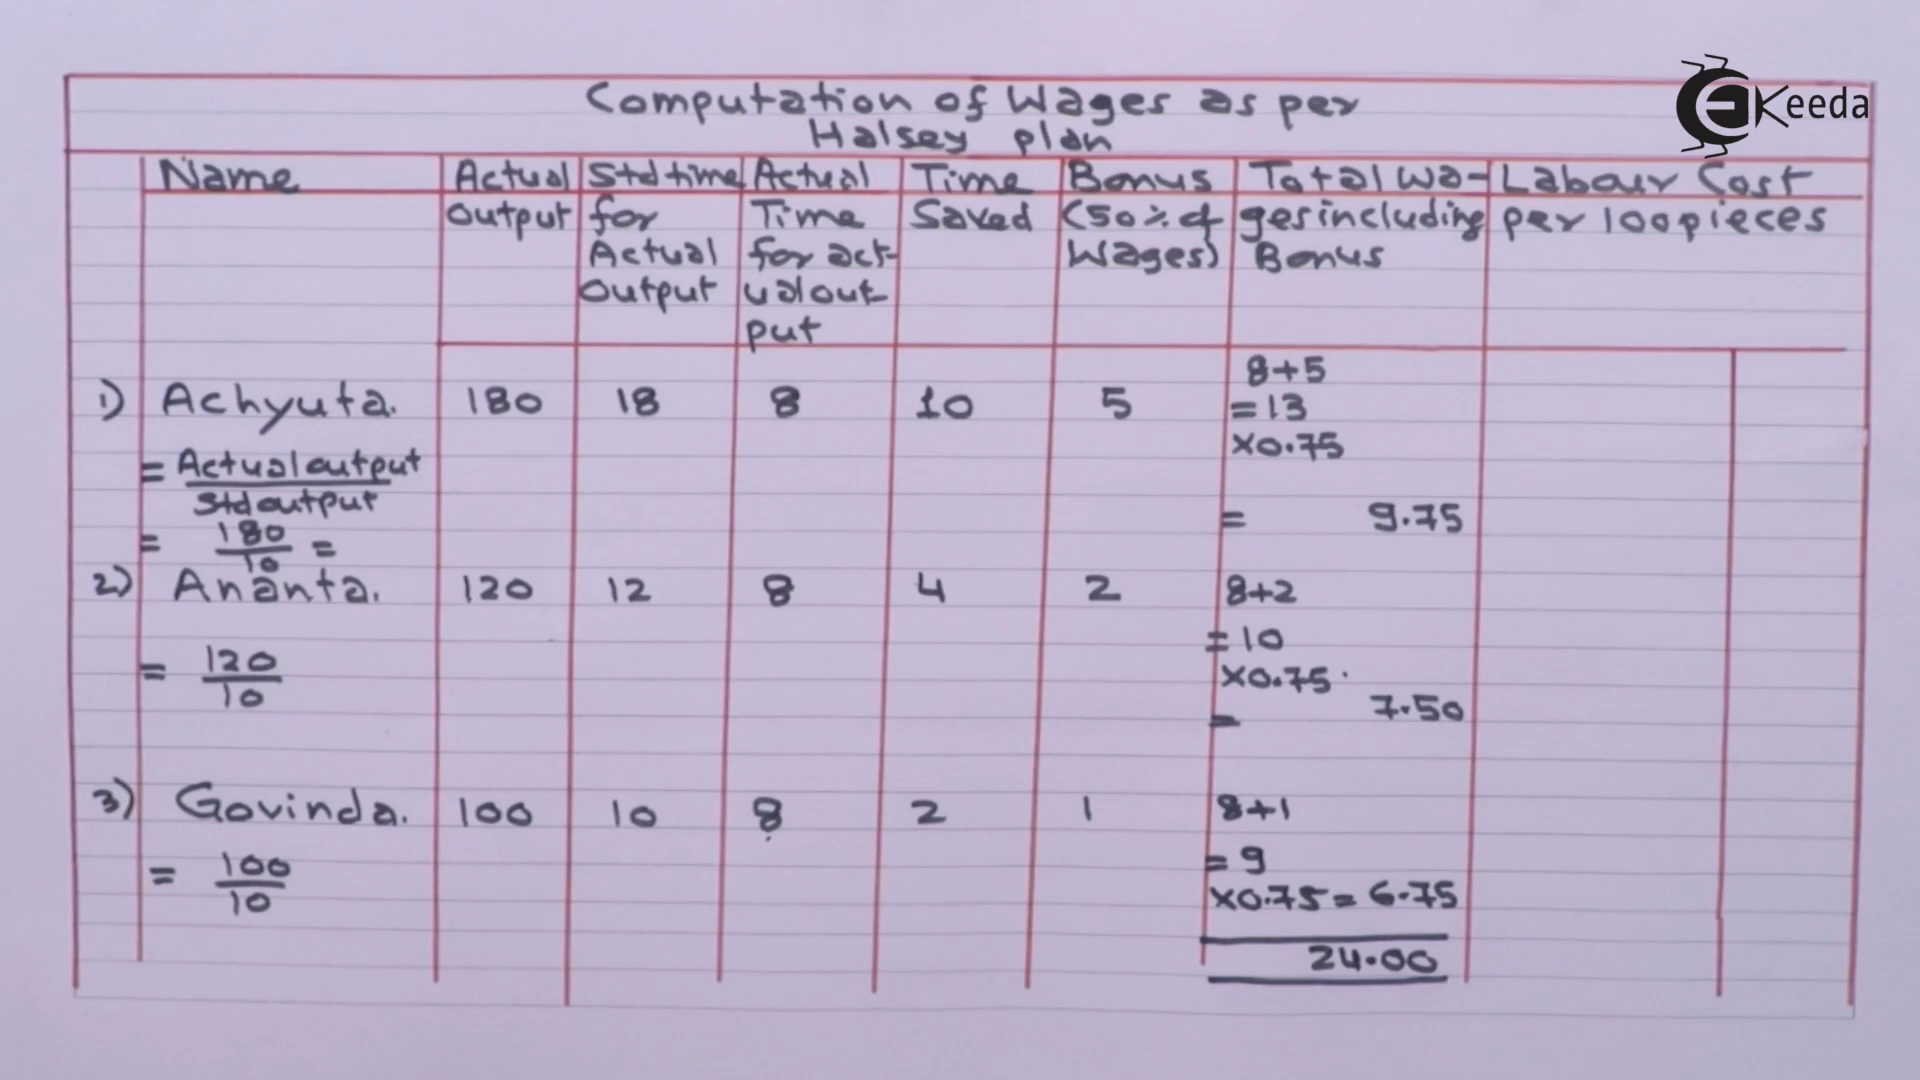 Computation of Wages as per
Halsey plan
Keeda
Name
Actual
output
Std time
for
Actual
Output
Actual
Time
for act-
ual out-
put
Time
Saved
Bonus
(50% of
Wages)
Total wa-
ges including
Bonus
Labour Cost
per 100 pieces
1) Achyuta. 180 18 8 10 5
8+5
=13
×0.75
= 9.75
= Actual output
Std output
= 180
10 =
2) Ananta. 120 12 8 4 2 8+2
=10
×0.75
= 7.50
= 120
10
3) Govinda. 100 10 8 2 1 8+1
=9
×0.75 = 6.75
= 100
10
24.00